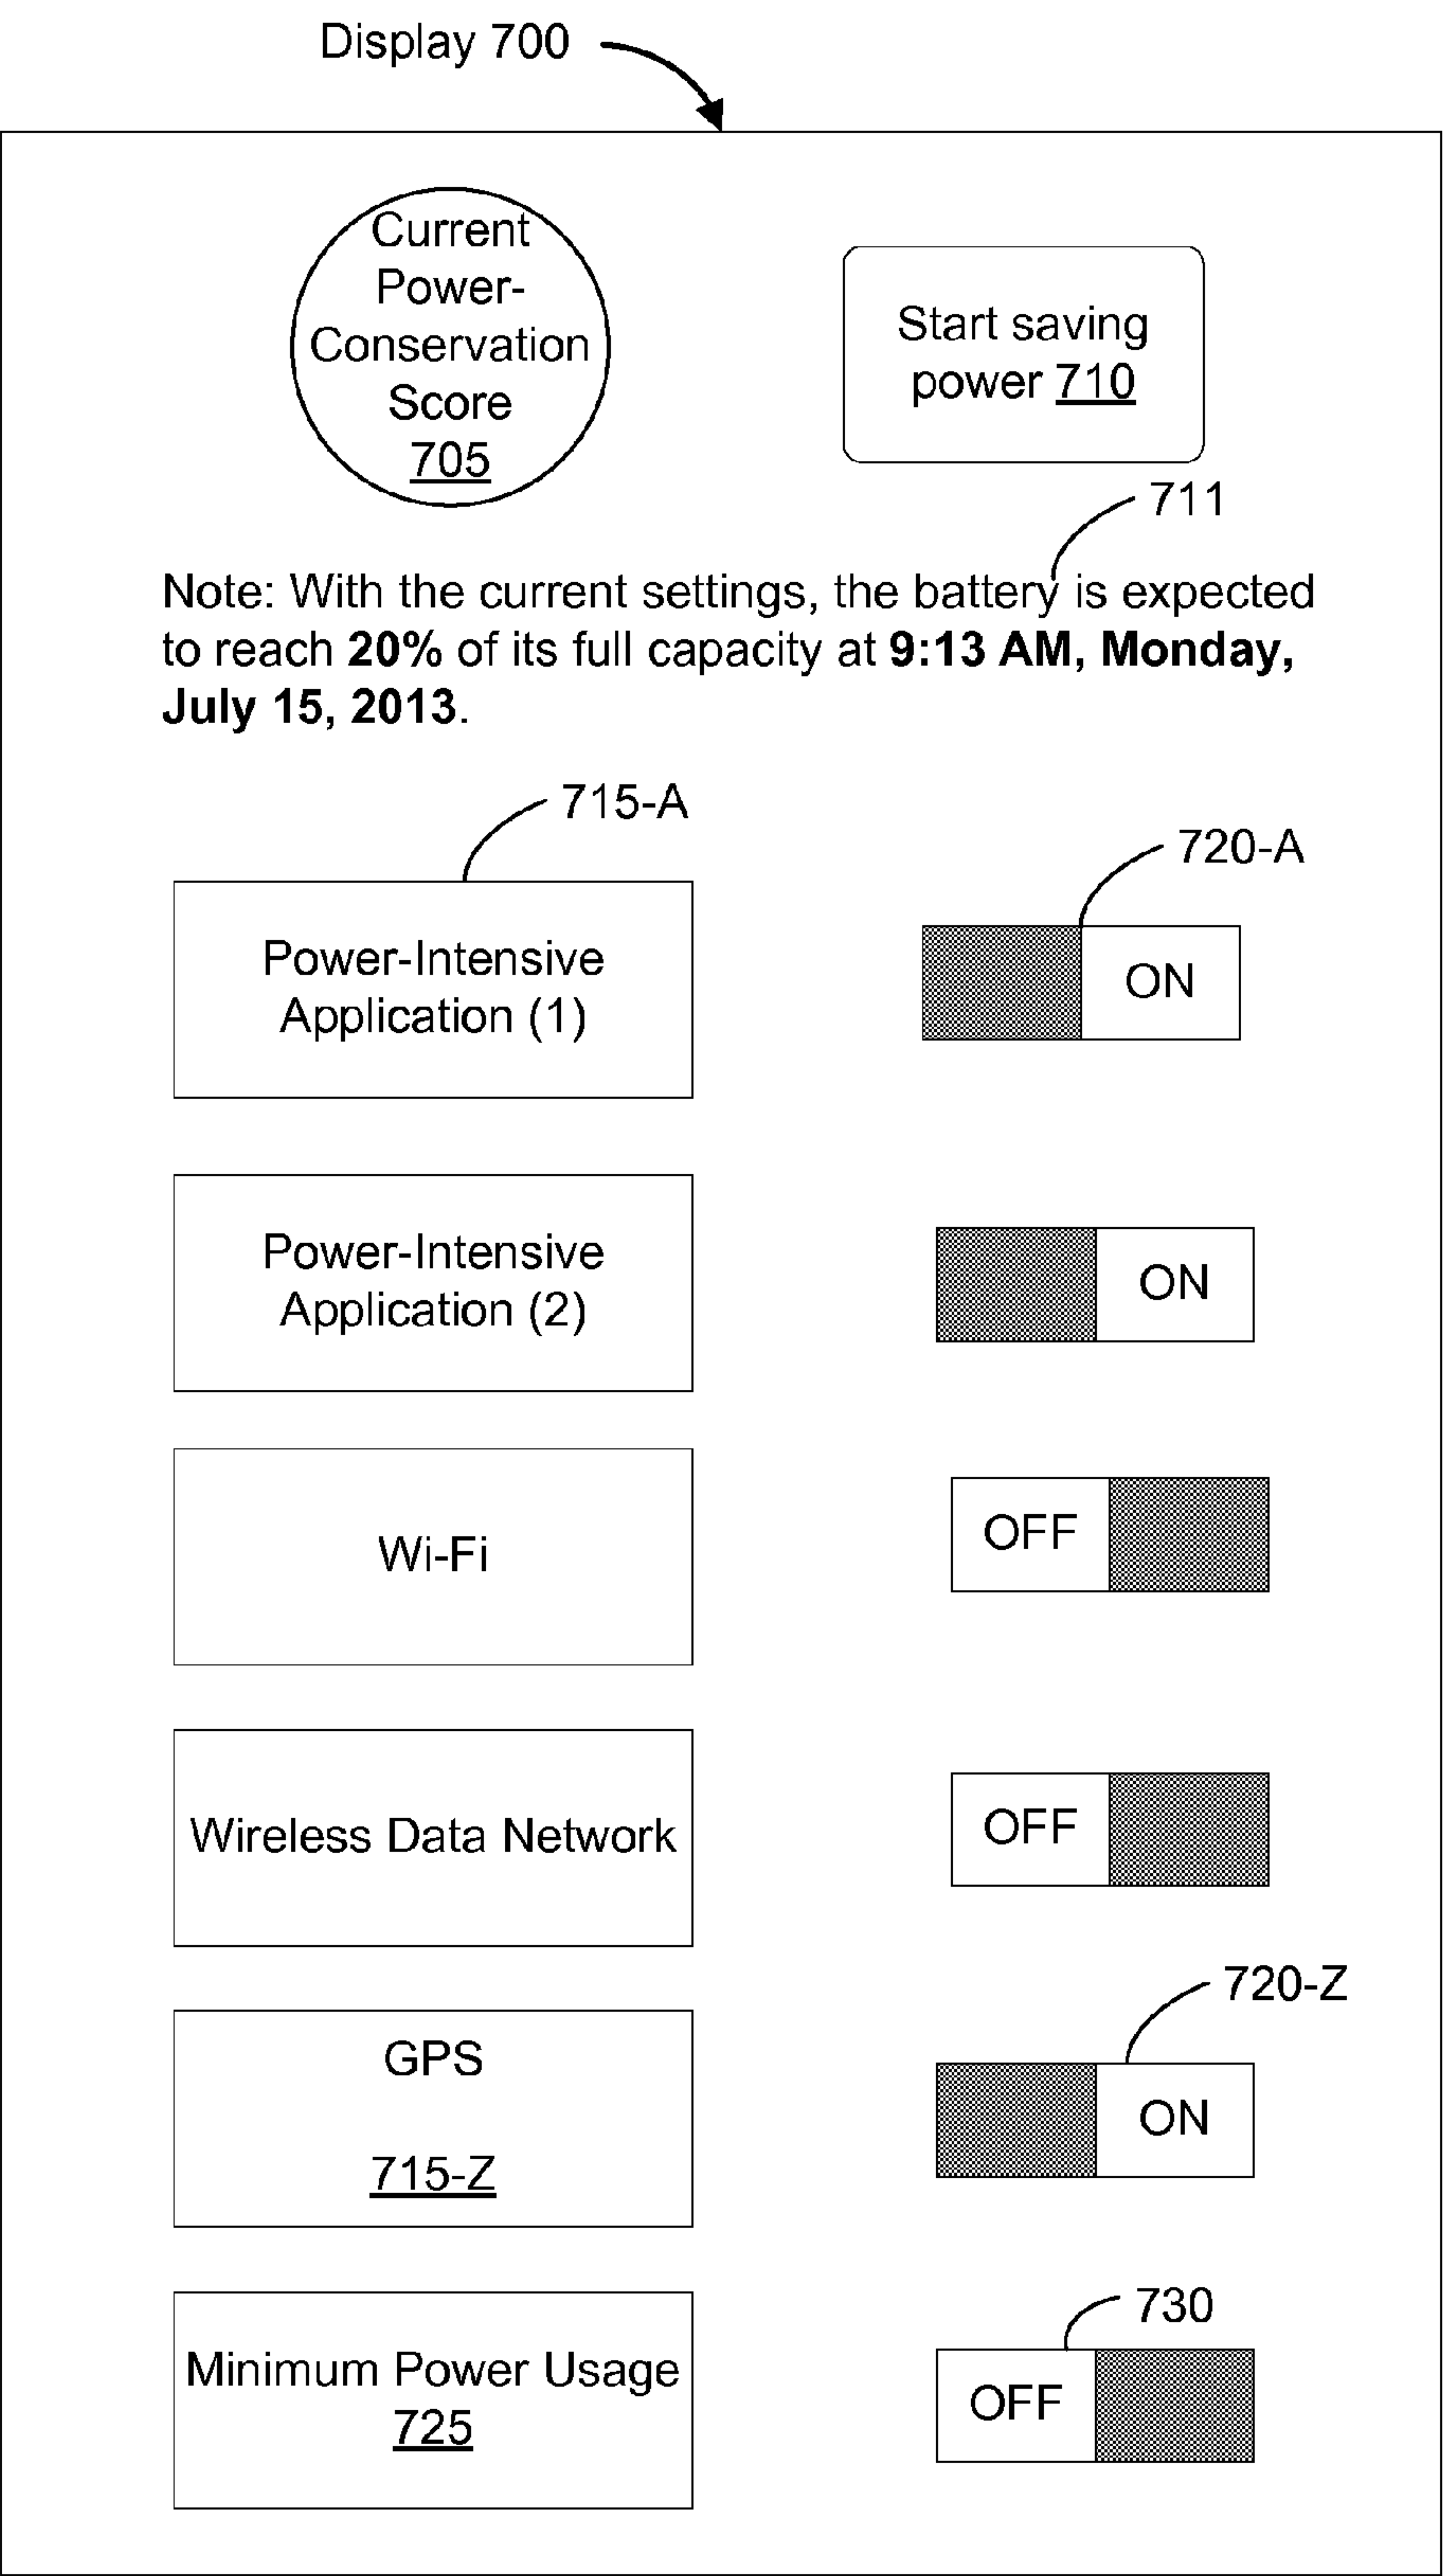 Display 700
Current
Power-
Conservation
Score
705
Start saving
power 710
711
Note: With the current settings, the battery is expected
to reach 20% of its full capacity at 9:13 AM, Monday,
July 15, 2013.
715-A
720-A
Power-Intensive
Application (1)
ON
Power-Intensive
Application (2)
ON
Wi-Fi
OFF
Wireless Data Network
OFF
720-Z
GPS
715-Z
ON
730
Minimum Power Usage
725
OFF